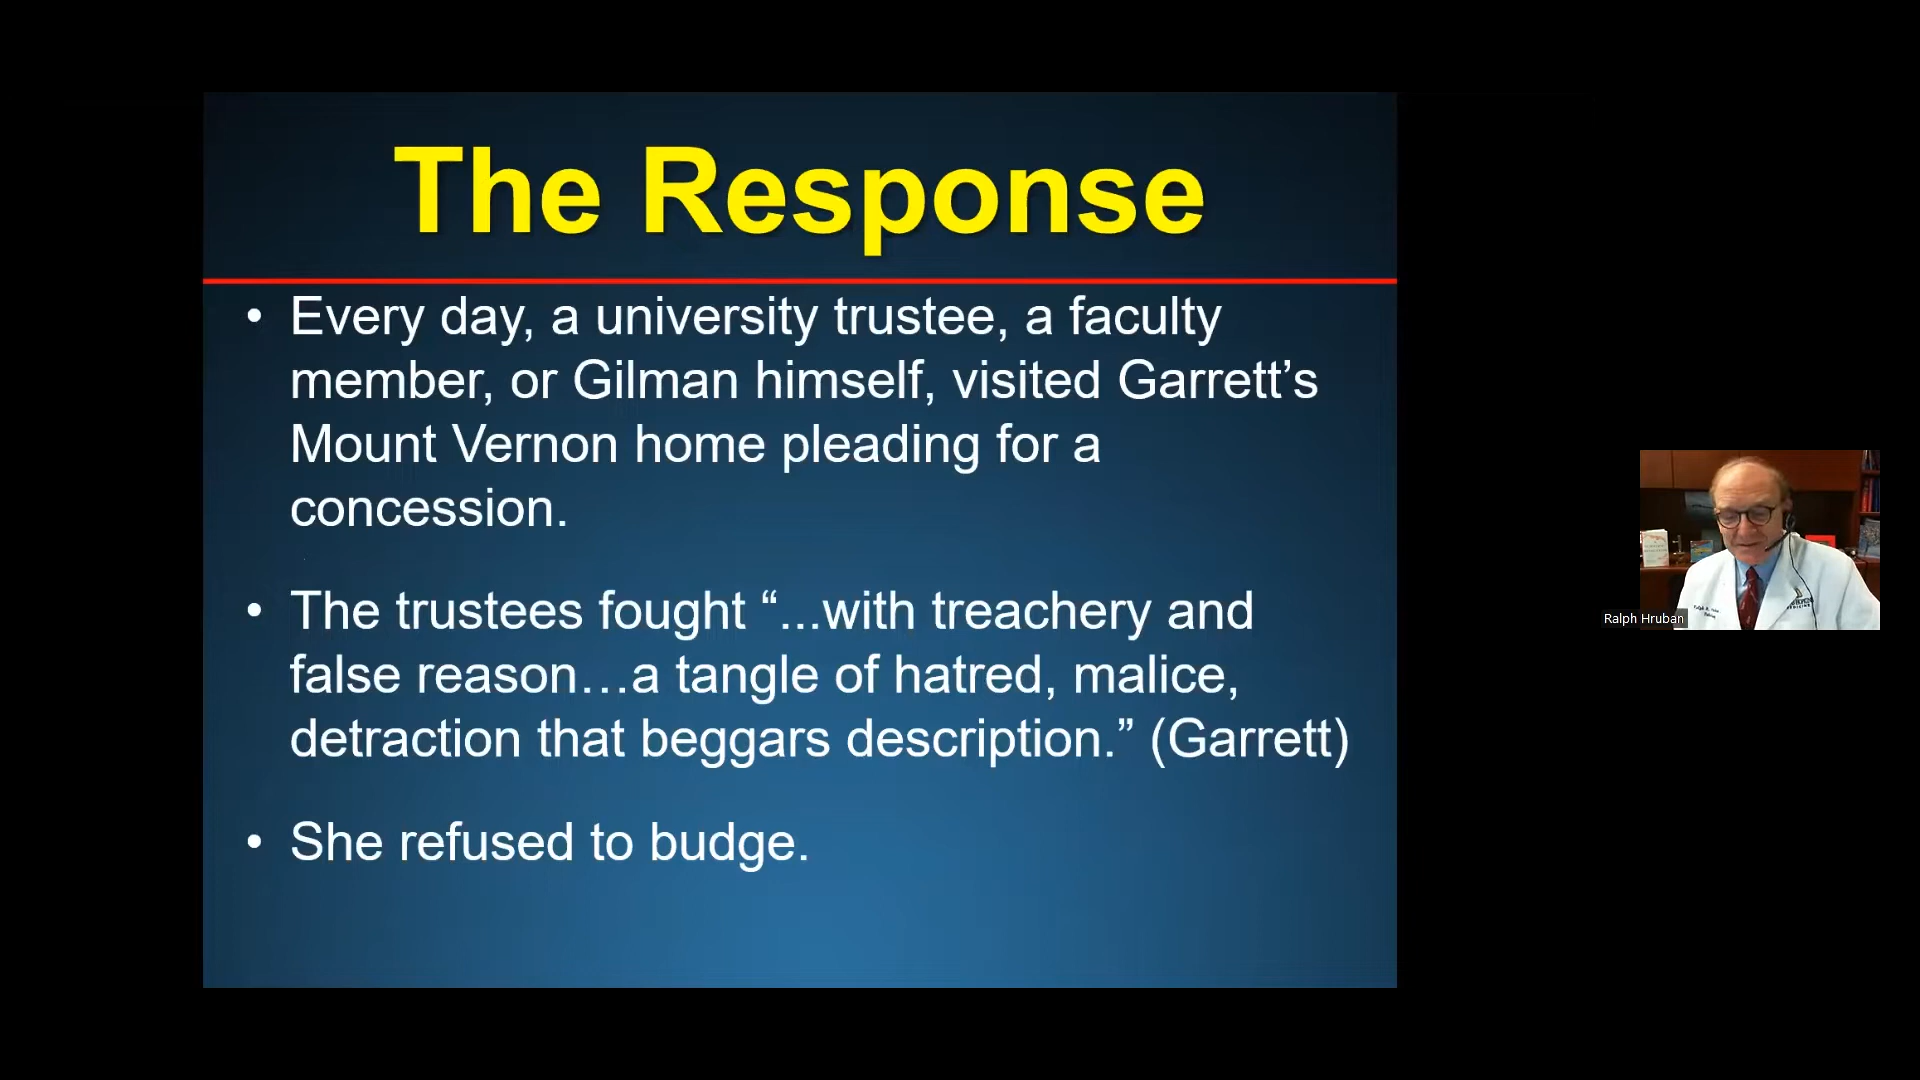 The Response
• Every day, a university trustee, a faculty
member, or Gilman himself, visited Garrett’s
Mount Vernon home pleading for a
concession.
• The trustees fought “...with treachery and
false reason…a tangle of hatred, malice,
detraction that beggars description.” (Garrett)
• She refused to budge.
Ralph Hruban